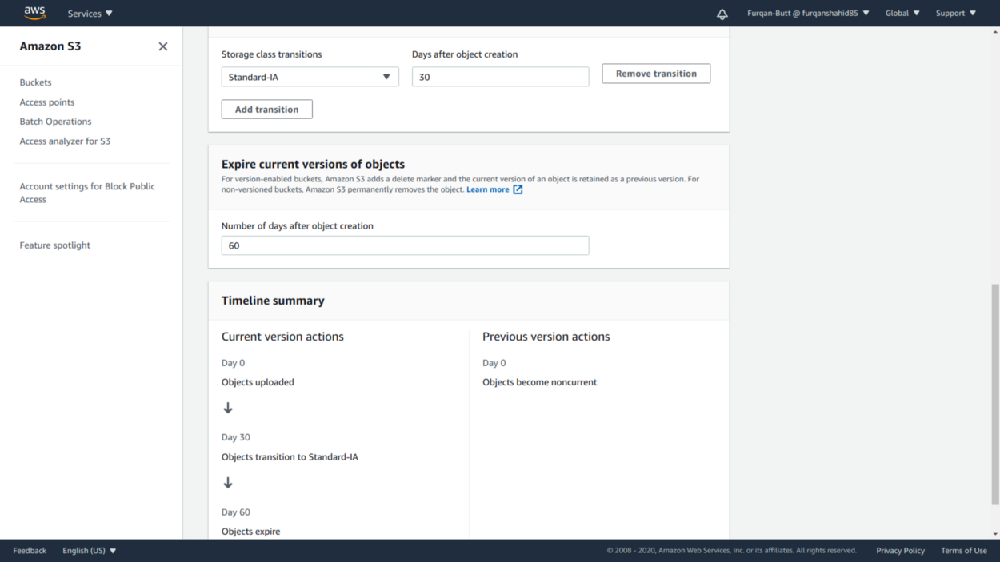 aws
Services
Furqan-Butt @ furqanshahid85
Global
Support
Amazon S3
Buckets
Access points
Batch Operations
Access analyzer for S3
Account settings for Block Public
Access
Feature spotlight
Storage class transitions
Days after object creation
Standard-IA
30
Remove transition
Add transition
Expire current versions of objects
For version-enabled buckets, Amazon S3 adds a delete marker and the current version of an object is retained as a previous version. For
non-versioned buckets, Amazon S3 permanently removes the object. Learn more
Number of days after object creation
60
Timeline summary
Current version actions
Day 0
Objects uploaded
Day 30
Objects transition to Standard-IA
Day 60
Objects expire
Previous version actions
Day 0
Objects become noncurrent
Feedback
English (US)
© 2008 - 2020, Amazon Web Services, Inc. or its affiliates. All rights reserved.
Privacy Policy
Terms of Use